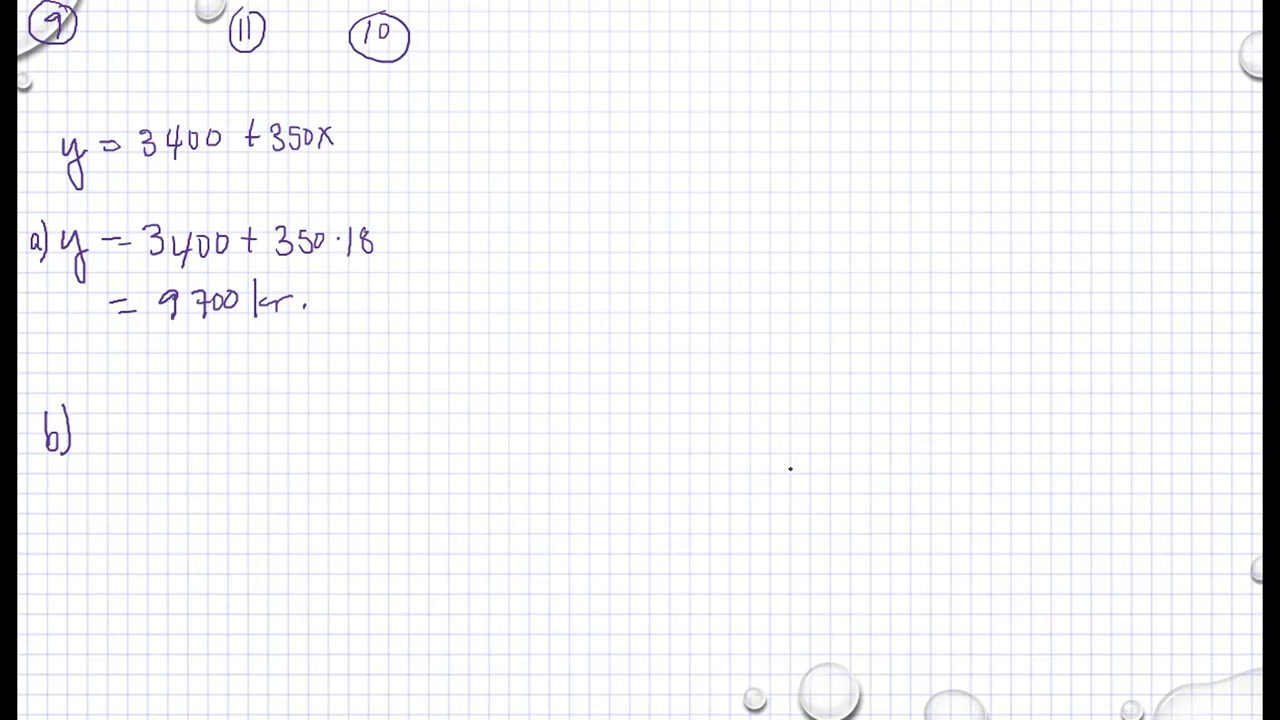 9 11 10
y = 3400 + 350x
a) y = 3400 + 350·18
= 9700 kr.
b)